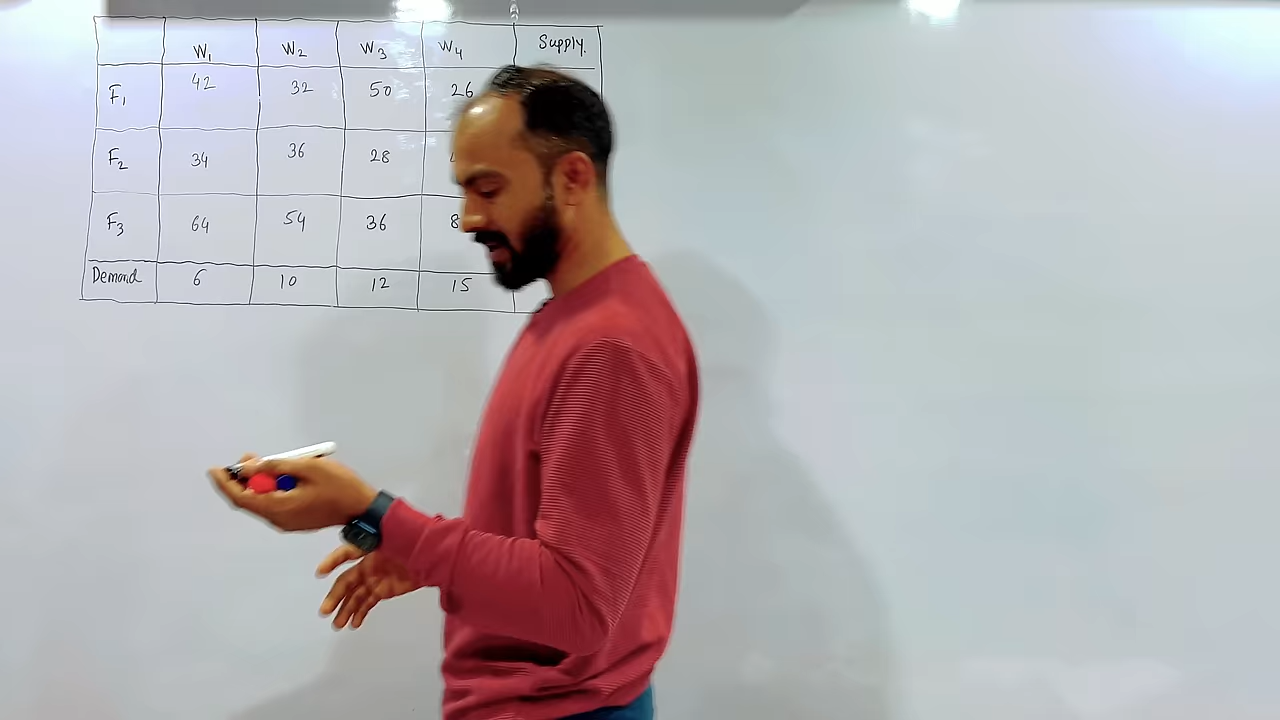 W₁ W₂ W₃ W₄ Supply.
F₁ 42 32 50 26
F₂ 34 36 28
F₃ 64 54 36
Demand 6 10 12 15